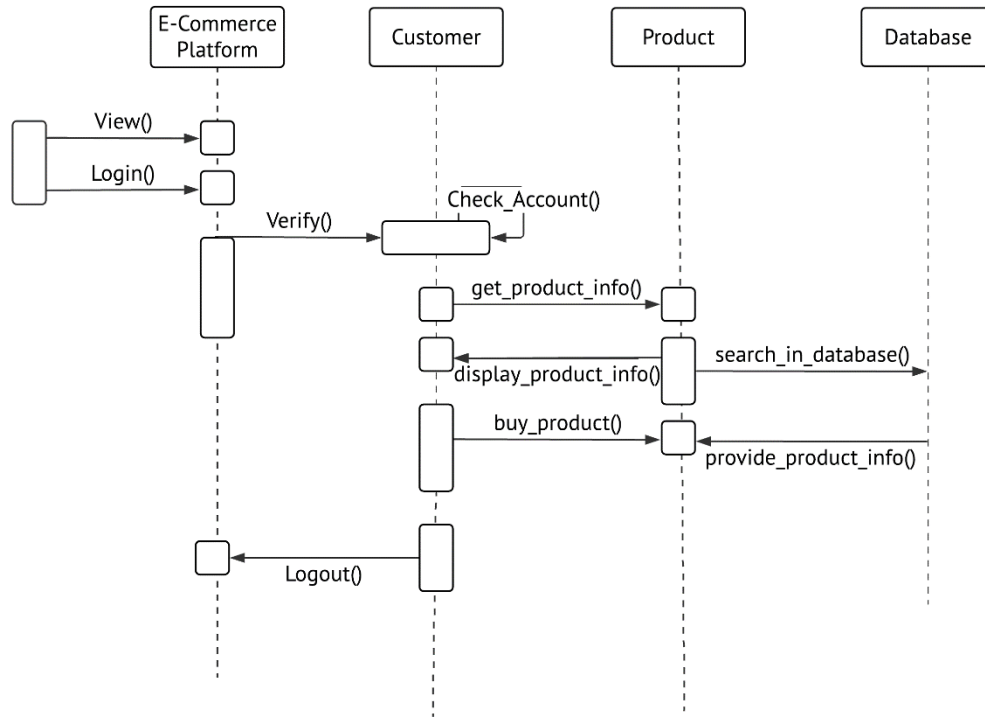 E-Commerce
Platform
Customer
Product
Database
View()
Login()
Check_Account()
Verify()
get_product_info()
search_in_database()
display_product_info()
buy_product()
provide_product_info()
Logout()